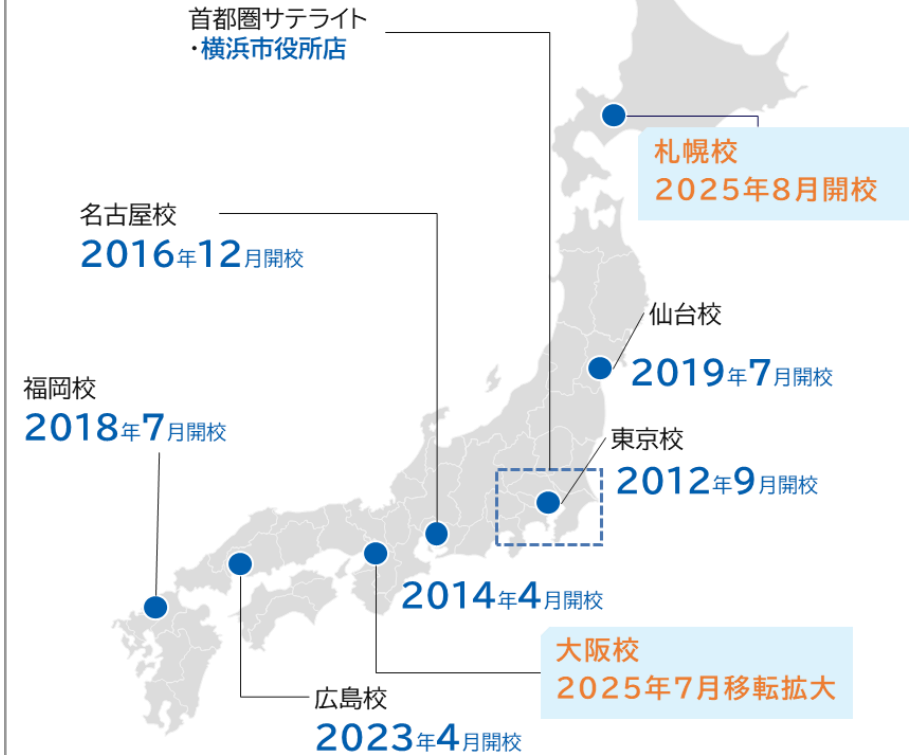 首都圏サテライト
・横浜市役所店
札幌校
2025年8月開校
名古屋校
2016年12月開校
仙台校
2019年7月開校
福岡校
2018年7月開校
東京校
2012年9月開校
2014年4月開校
大阪校
2025年7月移転拡大
広島校
2023年4月開校